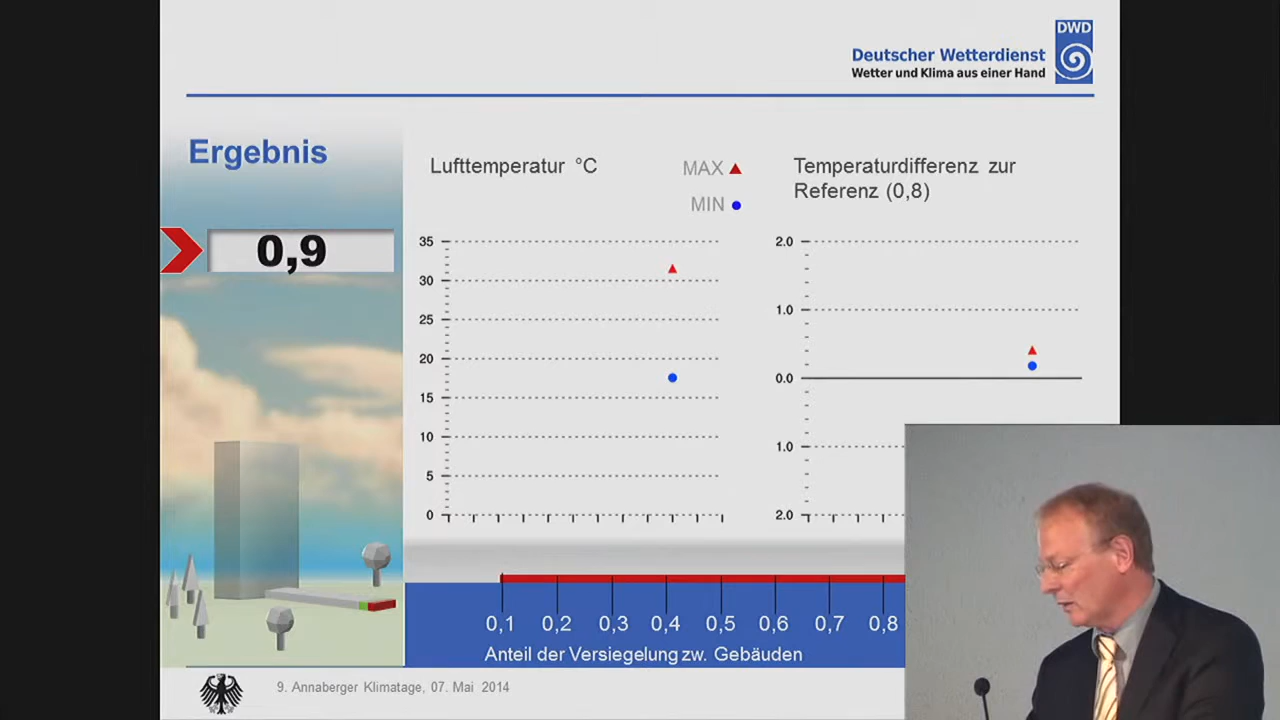 DWD
Deutscher Wetterdienst
Wetter und Klima aus einer Hand
Ergebnis
0,9
Lufttemperatur °C
MAX
MIN
35
30
25
20
15
10
5
0
Temperaturdifferenz zur
Referenz (0,8)
2.0
1.0
0.0
1.0
2.0
0,1 0,2 0,3 0,4 0,5 0,6 0,7 0,8
Anteil der Versiegelung zw. Gebäuden
9. Annaberger Klimatage, 07. Mai 2014